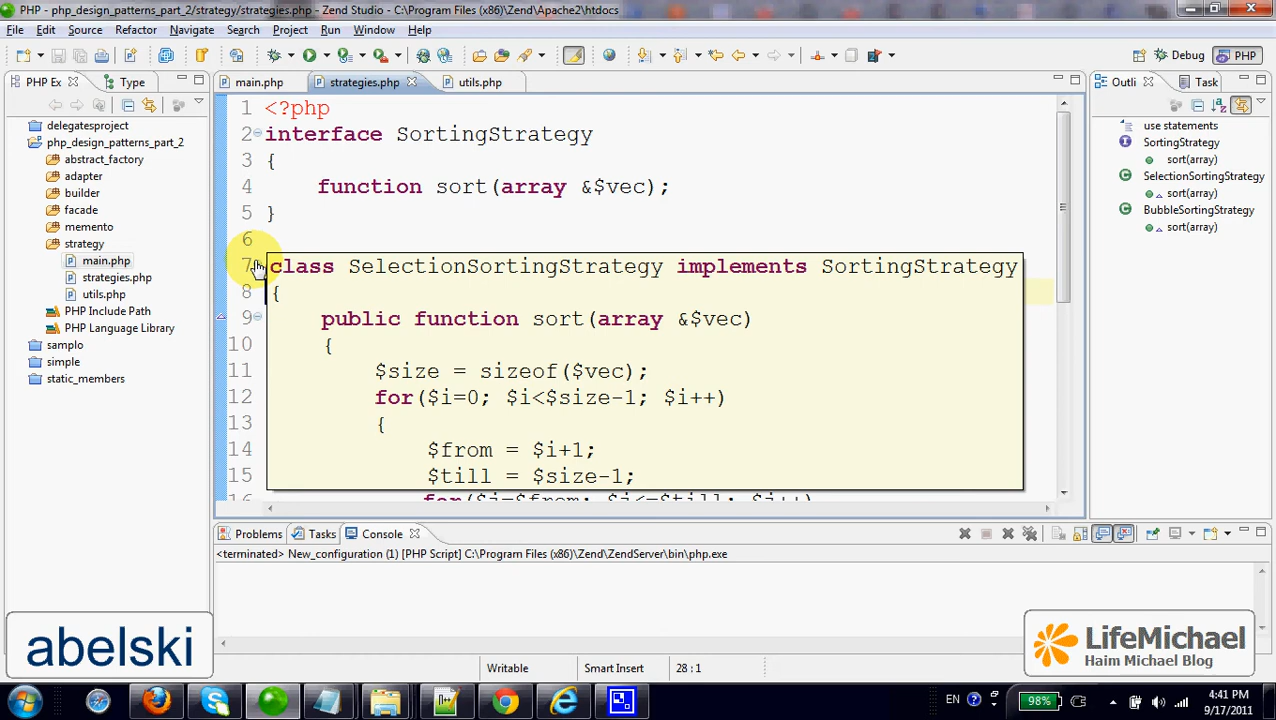 PHP - php_design_patterns_part_2/strategy/strategies.php - Zend Studio - C:\Program Files (x86)\Zend\Apache2\htdocs
File Edit Source Refactor Navigate Search Project Run Window Help
Debug PHP
PHP Ex Type
main.php strategies.php utils.php
Outli Task
delegatesproject
php_design_patterns_part_2
abstract_factory
adapter
builder
facade
memento
strategy
main.php
strategies.php
utils.php
PHP Include Path
PHP Language Library
samplo
simple
static_members
1 <?php
2 interface SortingStrategy
3 {
4 function sort(array &$vec);
5 }
6
7 class SelectionSortingStrategy implements SortingStrategy
8 {
9 public function sort(array &$vec)
10 {
11 $size = sizeof($vec);
12 for($i=0; $i<$size-1; $i++)
13 {
14 $from = $i+1;
15 $till = $size-1;
16 for($j=$from; $j<=$till; $j++)
use statements
SortingStrategy
sort(array)
SelectionSortingStrategy
sort(array)
BubbleSortingStrategy
sort(array)
Problems Tasks Console
<terminated> New_configuration (1) [PHP Script] C:\Program Files (x86)\Zend\ZendServer\bin\php.exe
abelski
LifeMichael
Haim Michael Blog
Writable Smart Insert 28 : 1
EN 98% 4:41 PM
9/17/2011